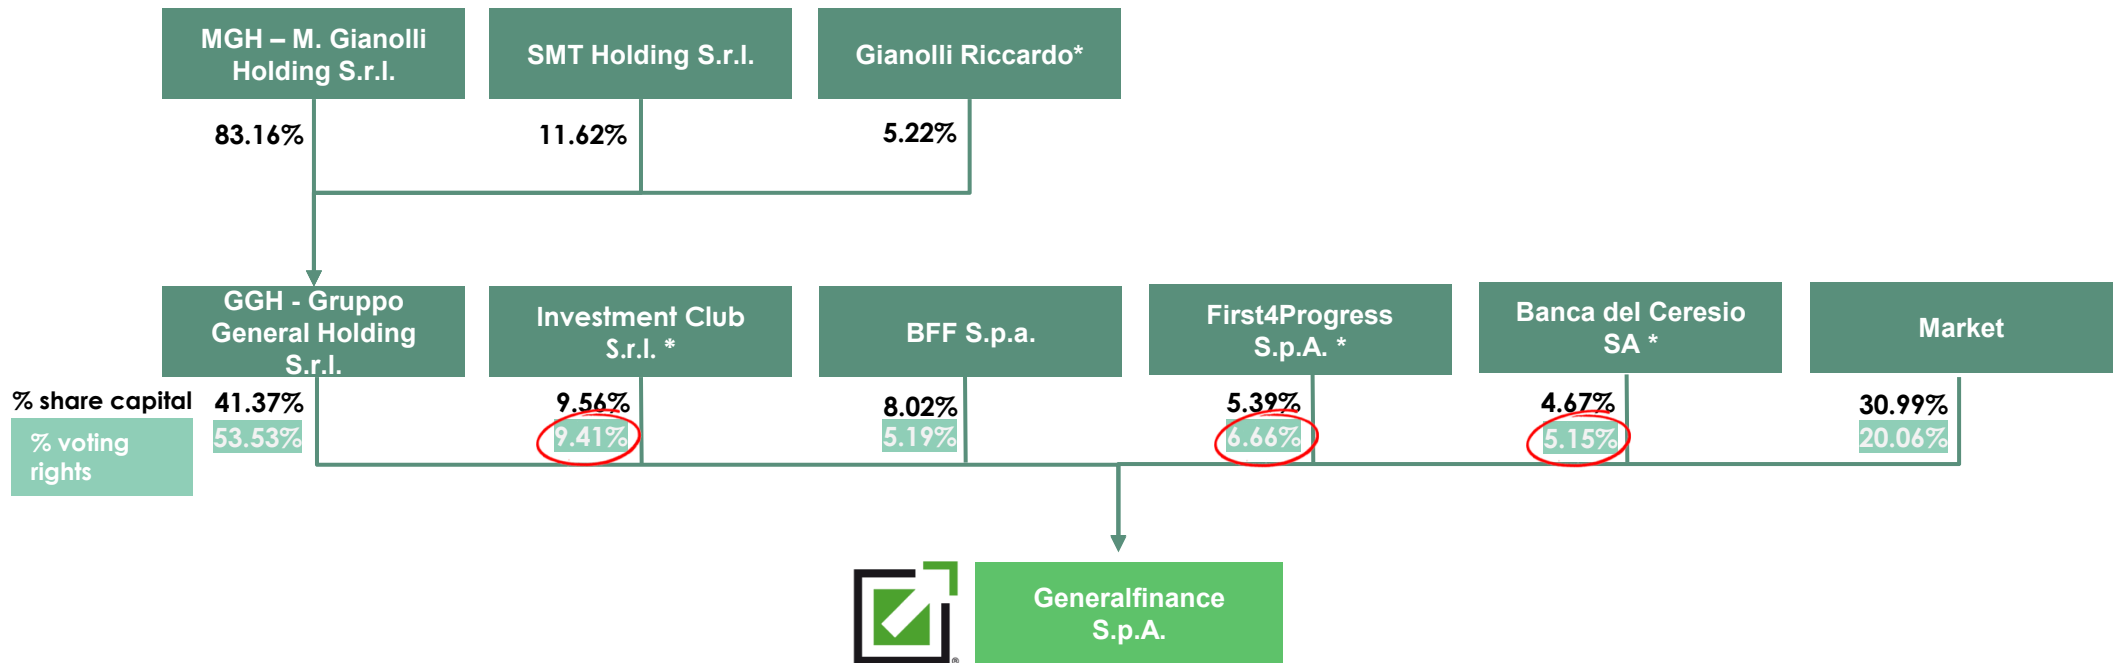 MGH – M. Gianolli
Holding S.r.l.
SMT Holding S.r.l.
Gianolli Riccardo*
83.16%
11.62%
5.22%
GGH - Gruppo
General Holding
S.r.l.
Investment Club
S.r.l. *
BFF S.p.a.
First4Progress
S.p.A. *
Banca del Ceresio
SA *
Market
% share capital
41.37%
9.56%
8.02%
5.39%
4.67%
30.99%
% voting
rights
53.53%
9.41%
5.19%
6.66%
5.15%
20.06%
Generalfinance
S.p.A.
®